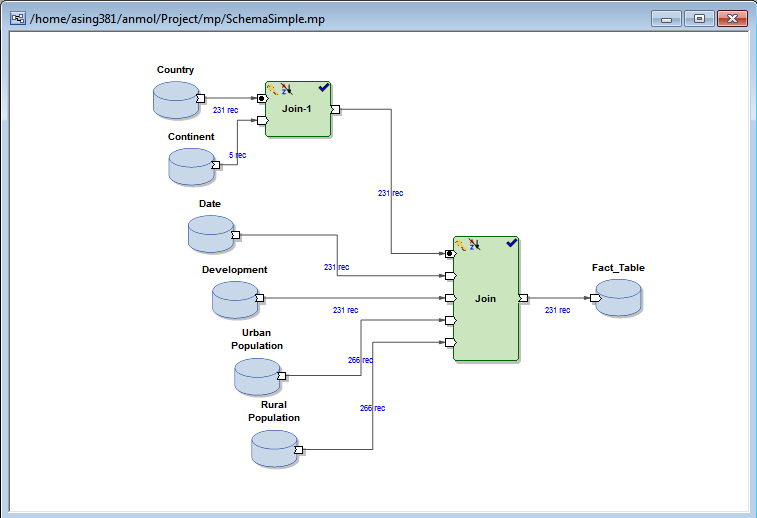 /home/asing381/anmol/Project/mp/SchemaSimple.mp
Country
231 rec
Join-1
Continent
5 rec
231 rec
Date
231 rec
Development
231 rec
Join
Fact_Table
231 rec
Urban
Population
266 rec
Rural
Population
266 rec